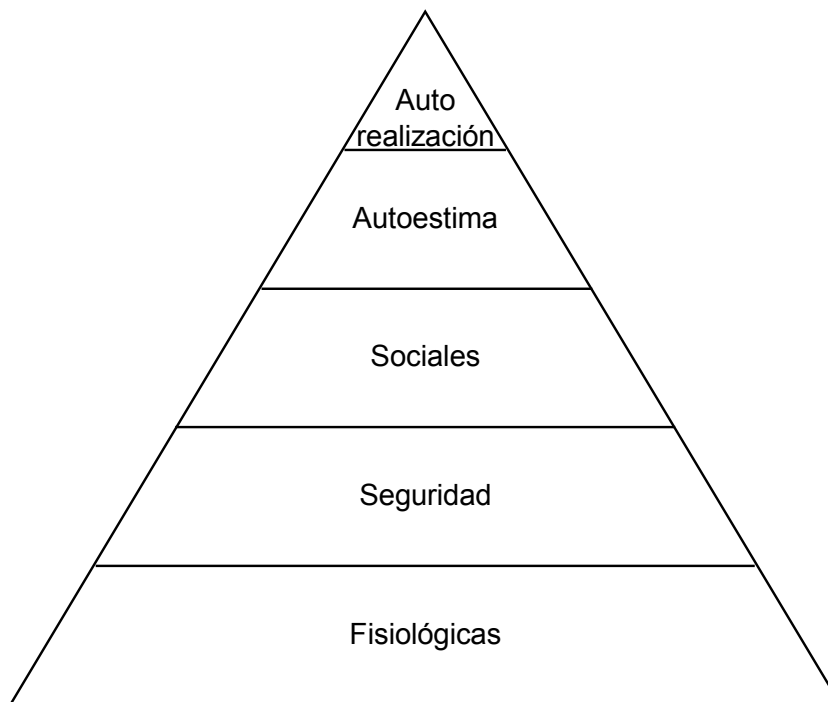 Auto
realización
Autoestima
Sociales
Seguridad
Fisiológicas